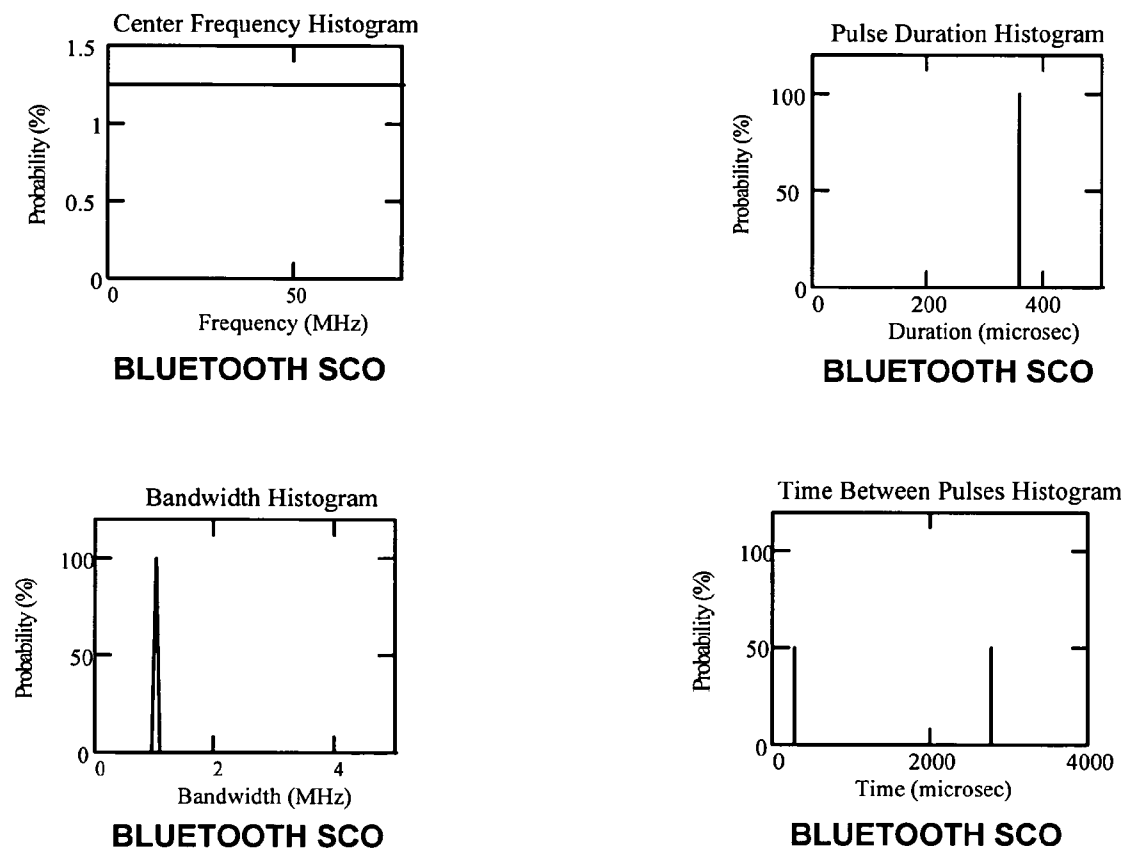 Center Frequency Histogram
1.5
1
0.5
0
Probability (%)
0 50
Frequency (MHz)
BLUETOOTH SCO
Pulse Duration Histogram
100
50
0
Probability (%)
0 200 400
Duration (microsec)
BLUETOOTH SCO
Bandwidth Histogram
100
50
0
Probability (%)
0 2 4
Bandwidth (MHz)
BLUETOOTH SCO
Time Between Pulses Histogram
100
50
0
Probability (%)
0 2000 4000
Time (microsec)
BLUETOOTH SCO